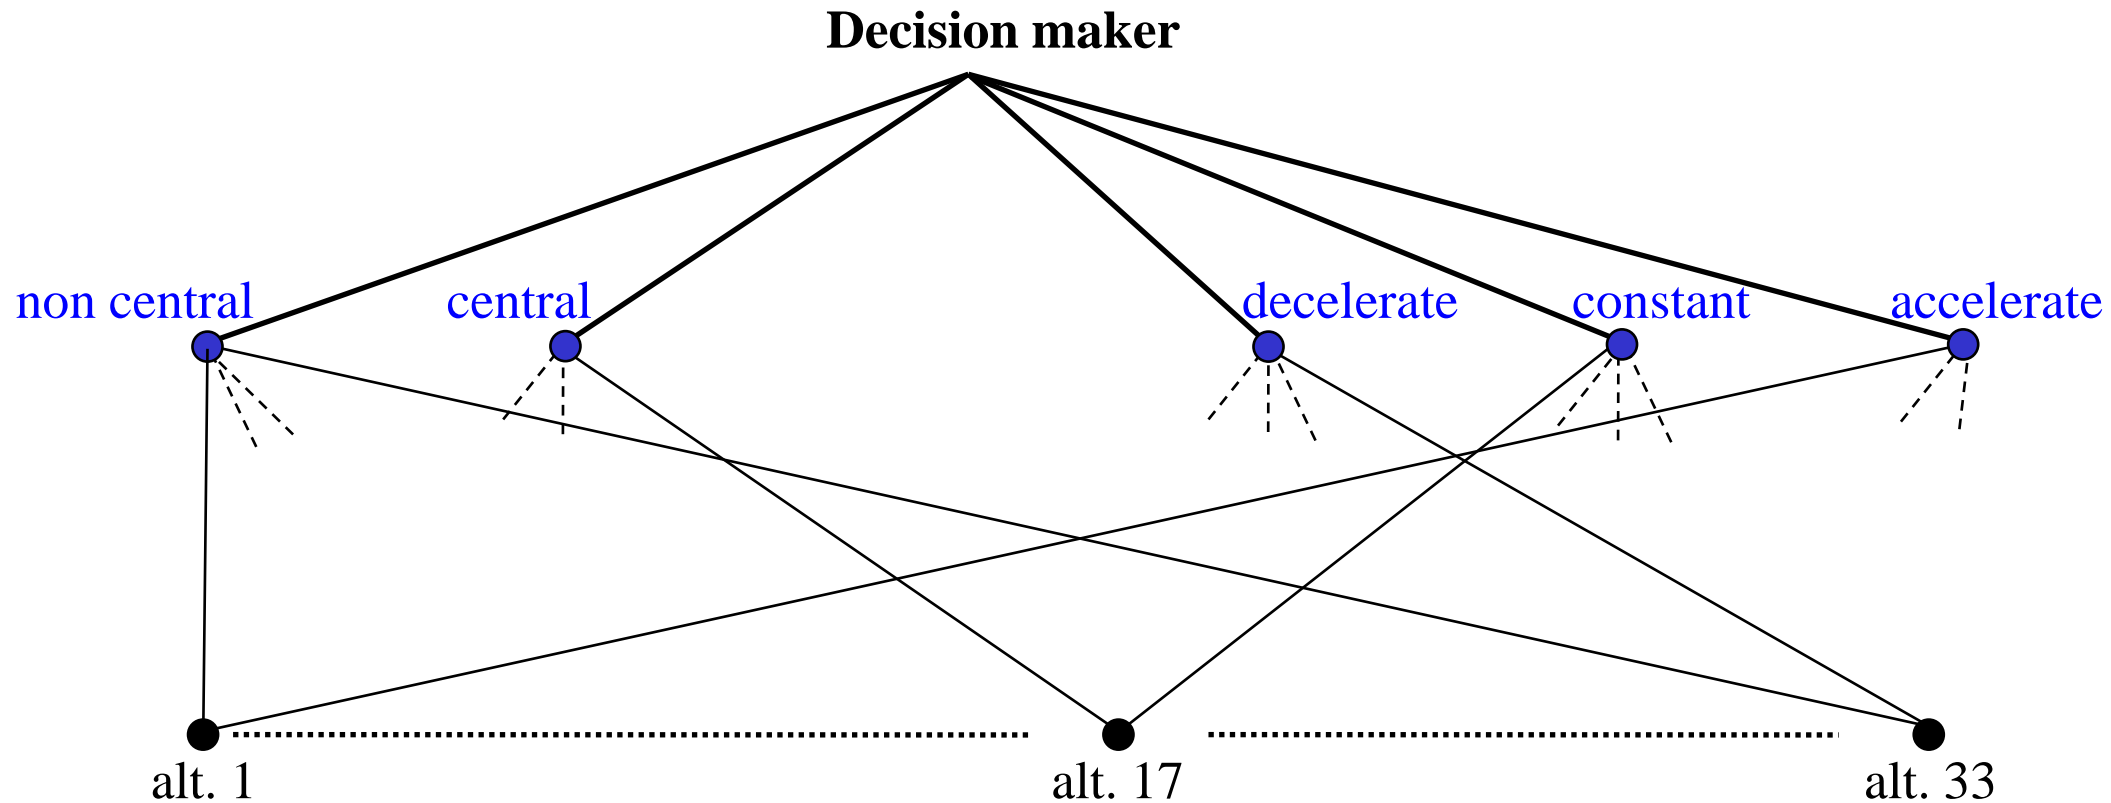 Decision maker
non central
central
decelerate
constant
accelerate
alt. 1
alt. 17
alt. 33